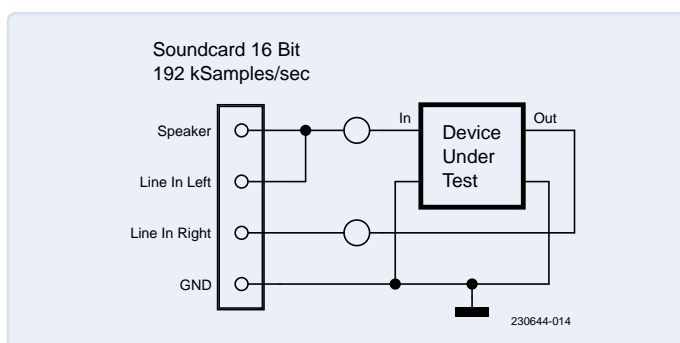 Soundcard 16 Bit
192 kSamples/sec
Speaker
In
Out
Device
Under
Test
Line In Left
Line In Right
GND
230644-014